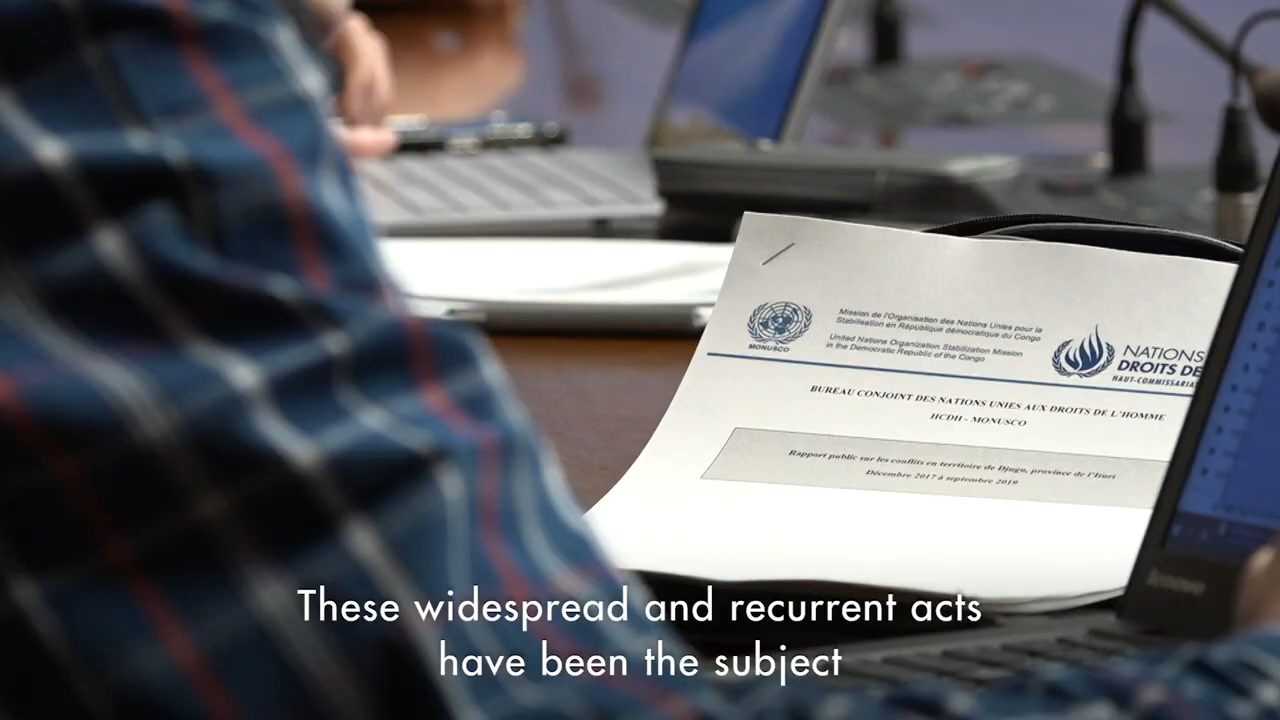 MONUSCO
Mission de l'Organisation des Nations Unies pour la
Stabilisation en République démocratique du Congo
United Nations Organization Stabilization Mission
in the Democratic Republic of the Congo
NATIONS
DROITS DE
HAUT-COMMISSARIA
BUREAU CONJOINT DES NATIONS UNIES AUX DROITS DE L'HOMME
HCDH - MONUSCO
Rapport public sur les conflits en territoire de Djugu, province de l'Ituri
Décembre 2017 à septembre 2019
lenovo
These widespread and recurrent acts
have been the subject